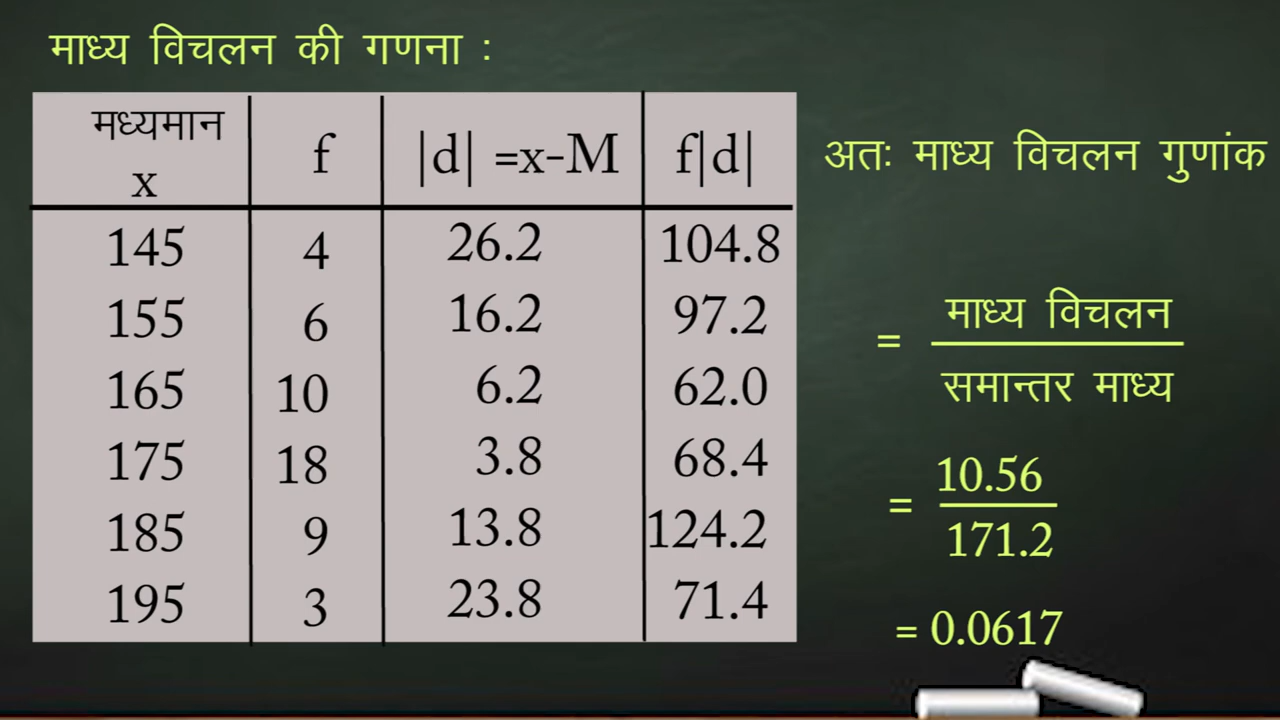 माध्य विचलन की गणना :
मध्यमान x f |d| =x-M f|d|
145 4 26.2 104.8
155 6 16.2 97.2
165 10 6.2 62.0
175 18 3.8 68.4
185 9 13.8 124.2
195 3 23.8 71.4
अतः माध्य विचलन गुणांक
= माध्य विचलन
समान्तर माध्य
= 10.56
171.2
= 0.0617